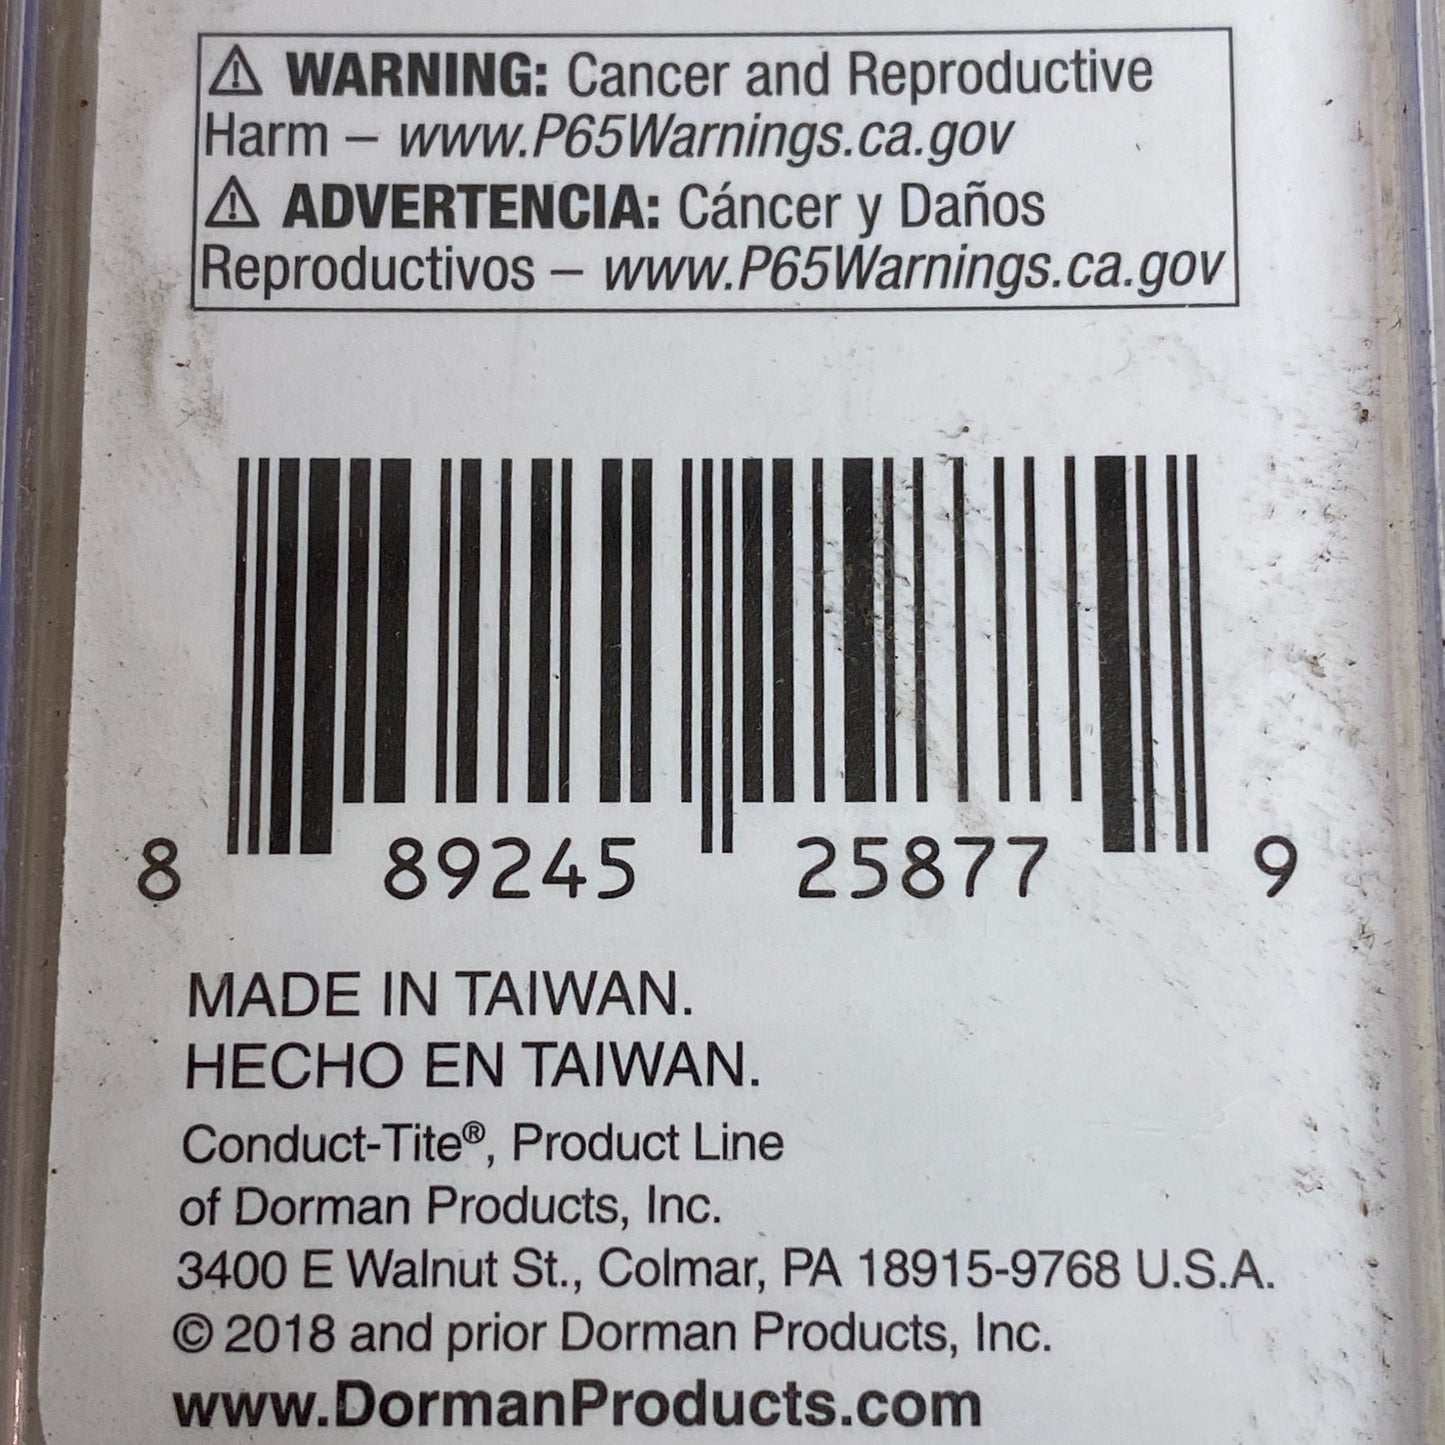 ⚠ WARNING: Cancer and Reproductive
Harm – www.P65Warnings.ca.gov
⚠ ADVERTENCIA: Cáncer y Daños
Reproductivos – www.P65Warnings.ca.gov
8 89245 25877 9
MADE IN TAIWAN.
HECHO EN TAIWAN.
Conduct-Tite®, Product Line
of Dorman Products, Inc.
3400 E Walnut St., Colmar, PA 18915-9768 U.S.A.
© 2018 and prior Dorman Products, Inc.
www.DormanProducts.com